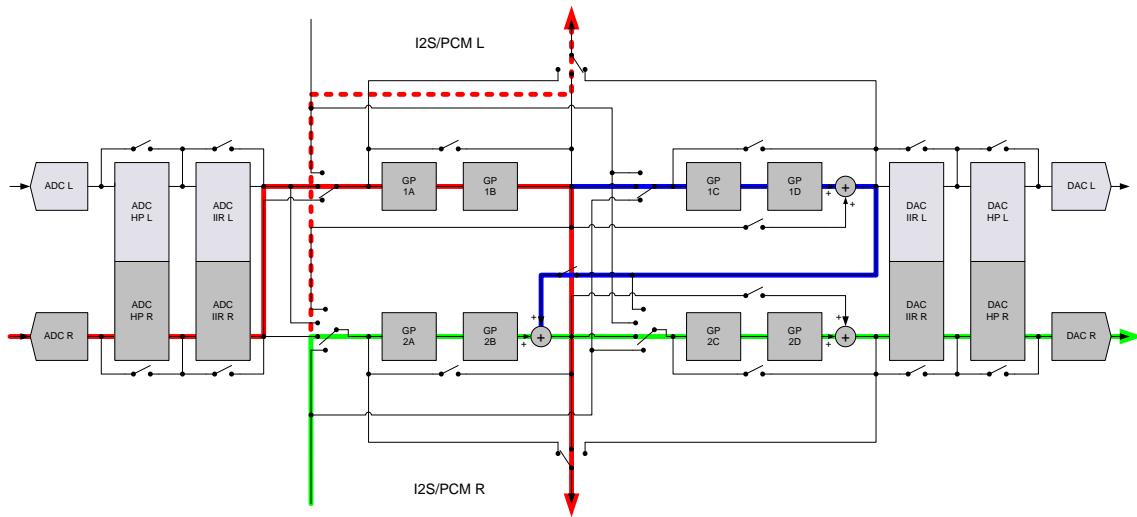 I2S/PCM L
ADC L
ADC
HP L
ADC
IIR L
GP
1A
GP
1B
GP
1C
GP
1D
+
+
+
DAC
IIR L
DAC
HP L
DAC L
ADC R
ADC
HP R
ADC
IIR R
GP
2A
GP
2B
+
+
+
GP
2C
GP
2D
+
+
+
DAC
IIR R
DAC
HP R
DAC R
I2S/PCM R